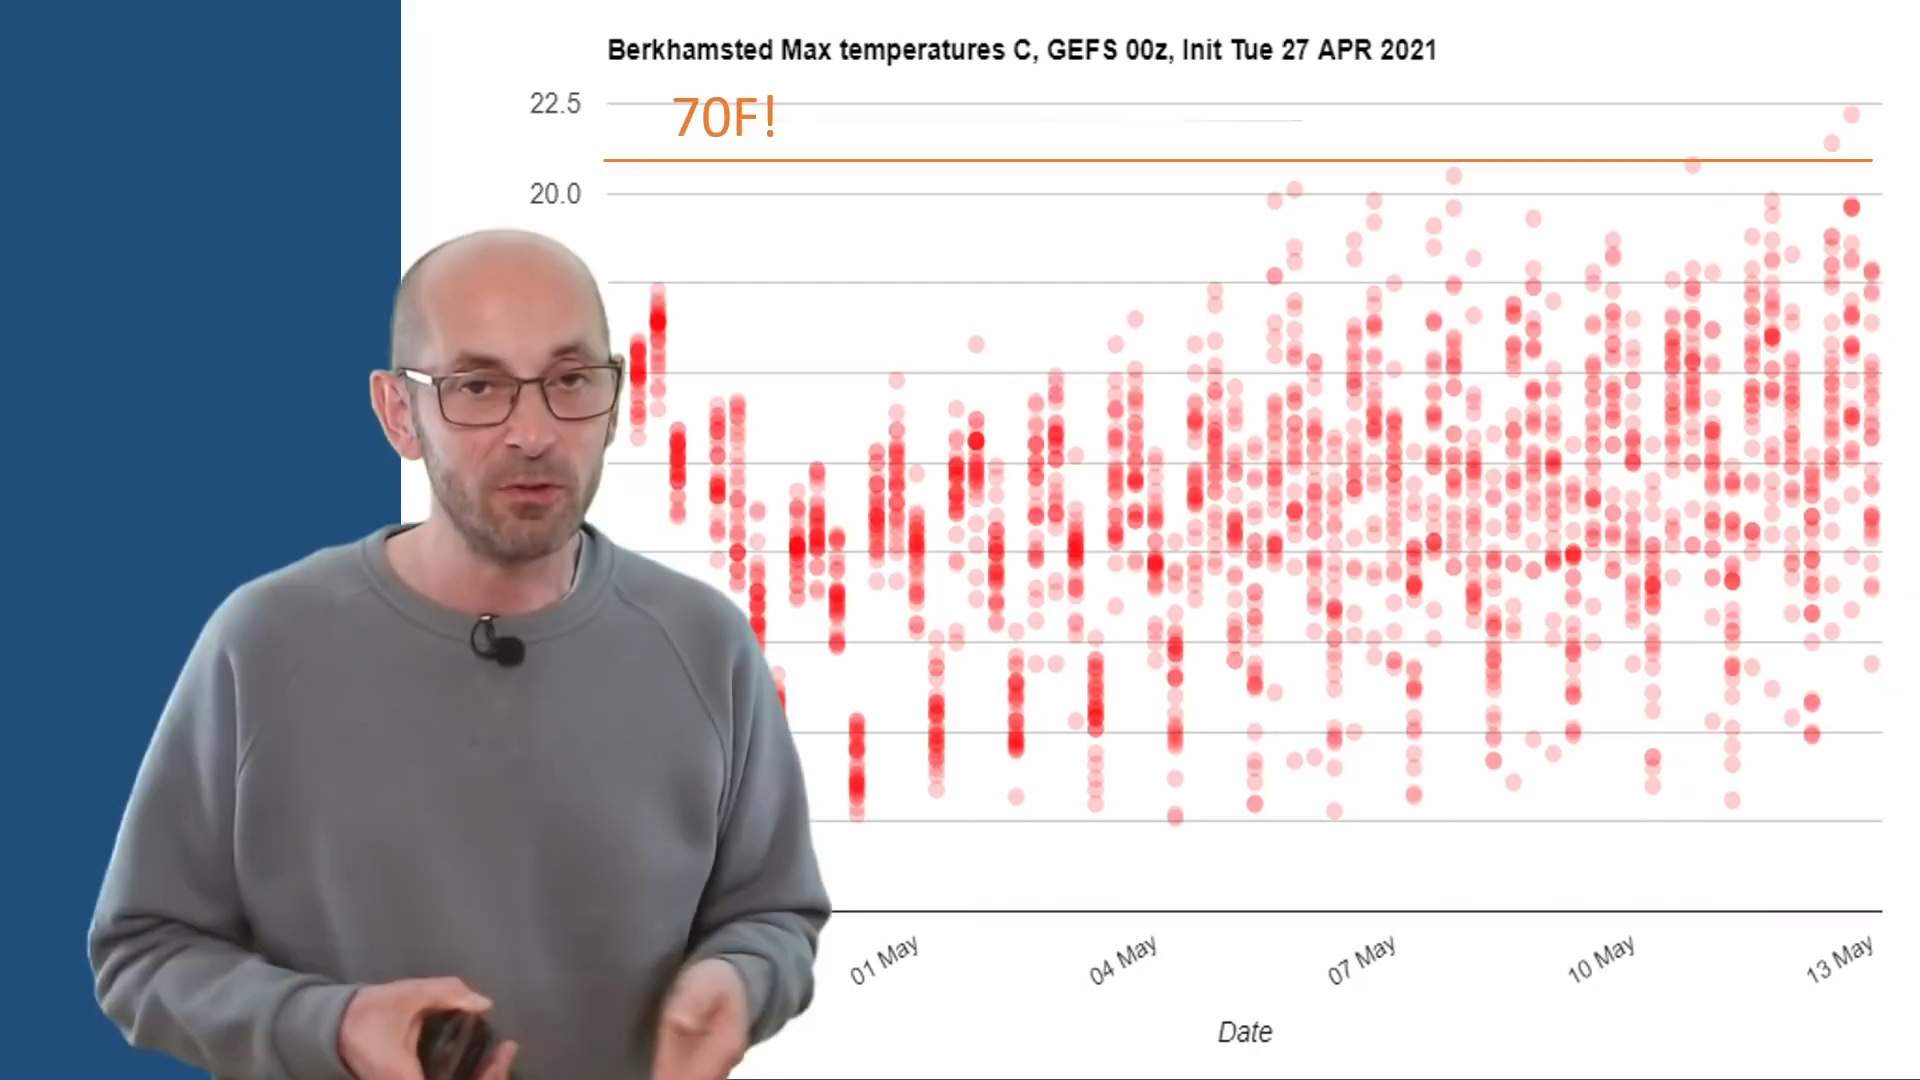 Berkhamsted Max temperatures C, GEFS 00z, Init Tue 27 APR 2021
22.5
70F!
20.0
01 May
04 May
07 May
10 May
13 May
Date